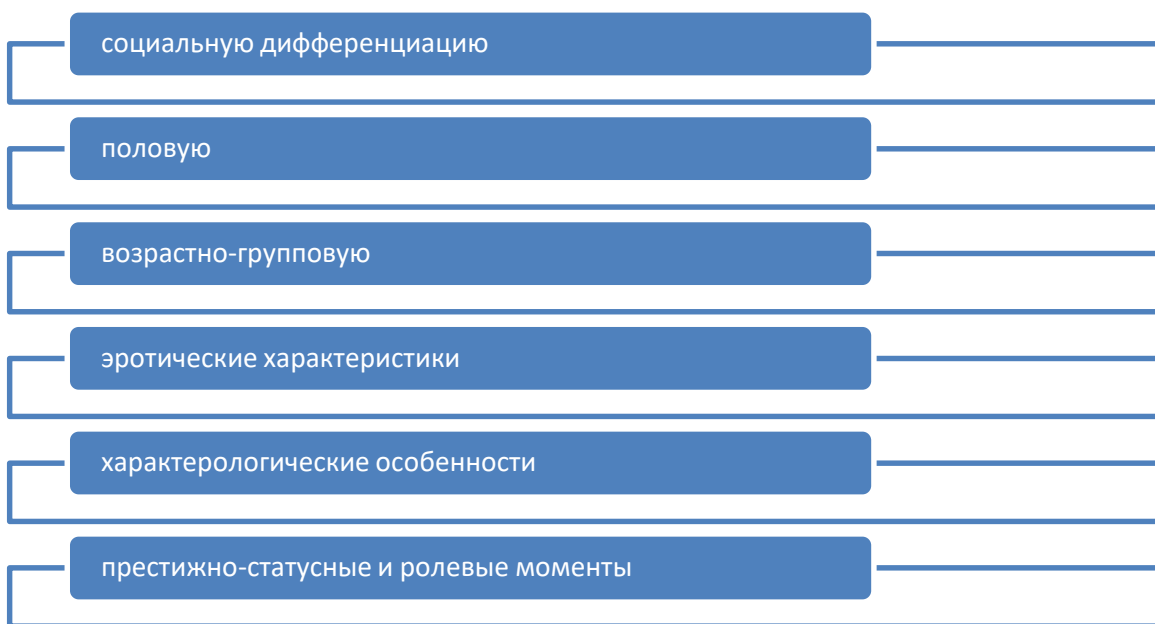 социальную дифференциацию
половую
возрастно-групповую
эротические характеристики
характерологические особенности
престижно-статусные и ролевые моменты